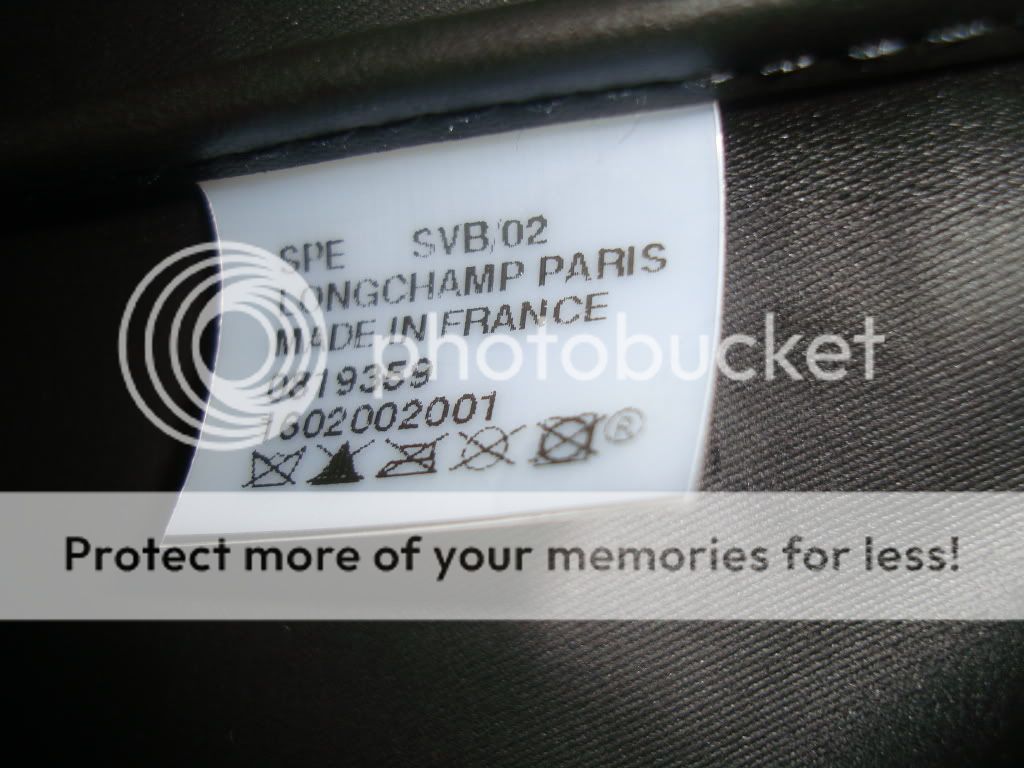 SPE SVB/02
LONGCHAMP PARIS
MADE IN FRANCE
0819359
1602002001
®
photobucket
Protect more of your memories for less!